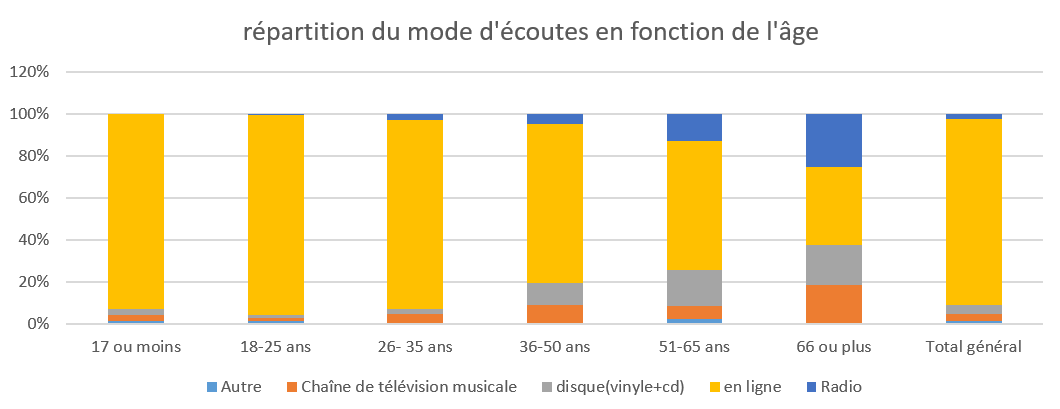 répartition du mode d'écoutes en fonction de l'âge
120%
100%
80%
60%
40%
20%
0%
17 ou moins 18-25 ans 26- 35 ans 36-50 ans 51-65 ans 66 ou plus Total général
Autre Chaîne de télévision musicale disque(vinyle+cd) en ligne Radio